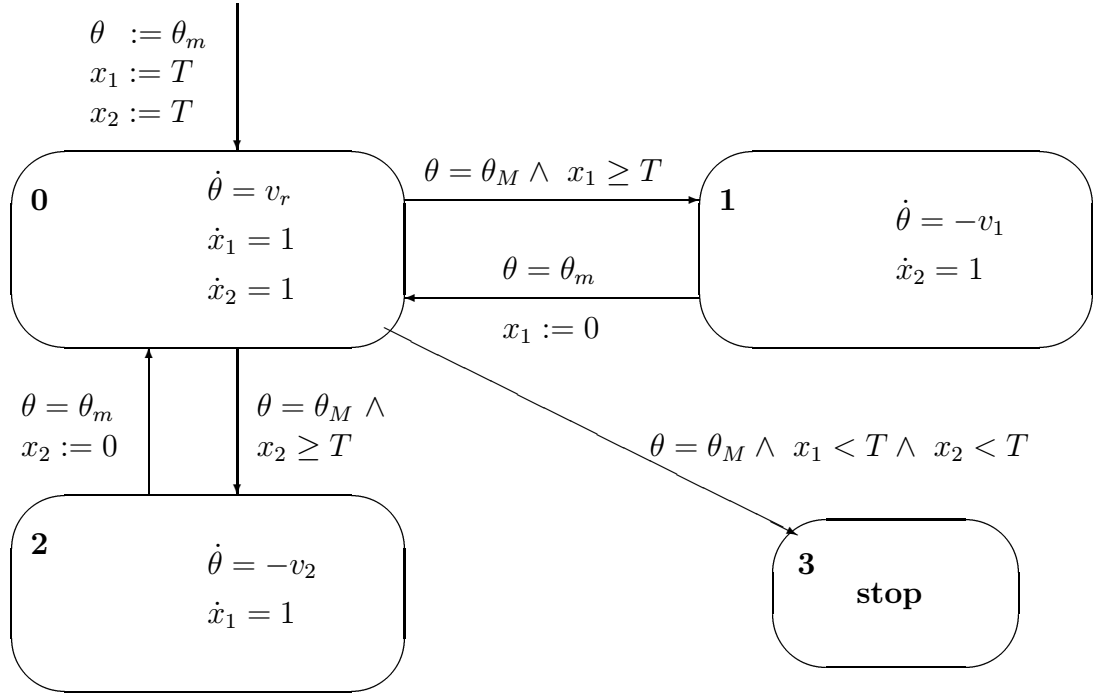 θ := θ_m
x_1 := T
x_2 := T
0
θ̇ = v_r
ẋ_1 = 1
ẋ_2 = 1
θ = θ_M ∧ x_1 ≥ T
1
θ̇ = −v_1
ẋ_2 = 1
θ = θ_m
x_1 := 0
θ = θ_m
x_2 := 0
θ = θ_M ∧
x_2 ≥ T
θ = θ_M ∧ x_1 < T ∧ x_2 < T
2
θ̇ = −v_2
ẋ_1 = 1
3
stop